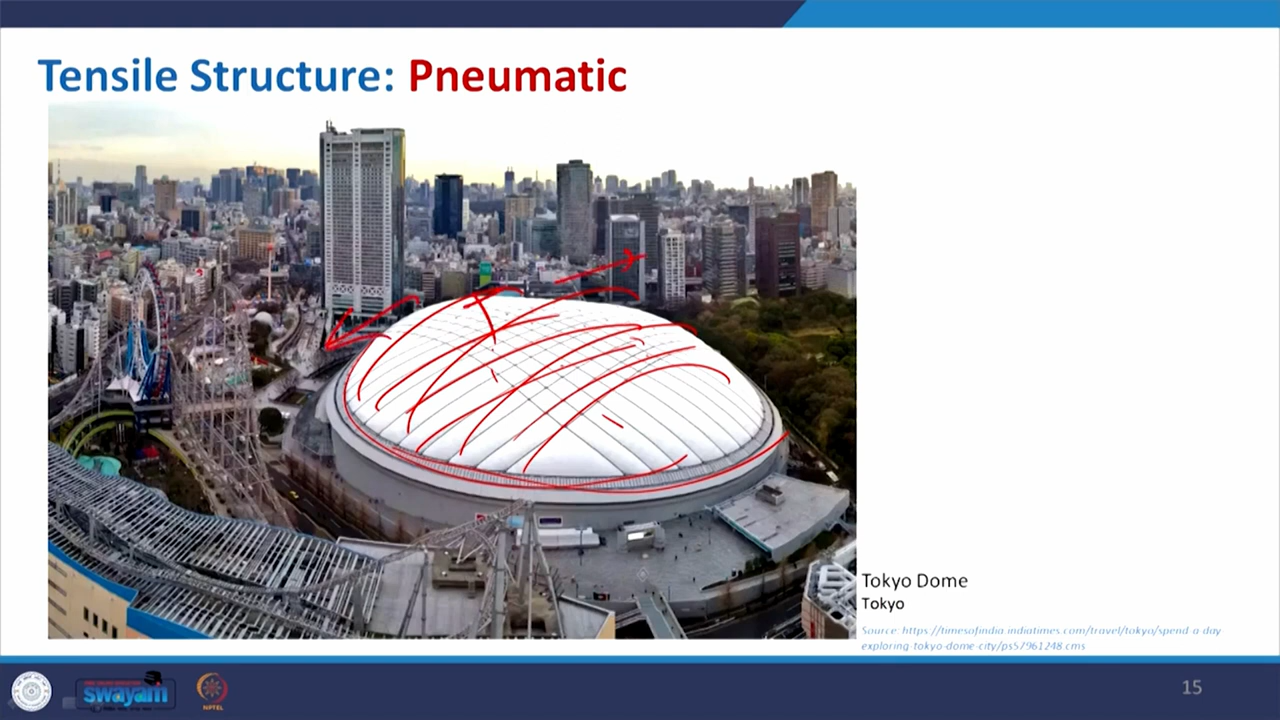 Tensile Structure: Pneumatic
Tokyo Dome
Tokyo
Source: https://timesofindia.indiatimes.com/travel/tokyo/spend-a-day
exploring-tokyo-dome-city/ps57961248.cms
swayam
NPTEL
15